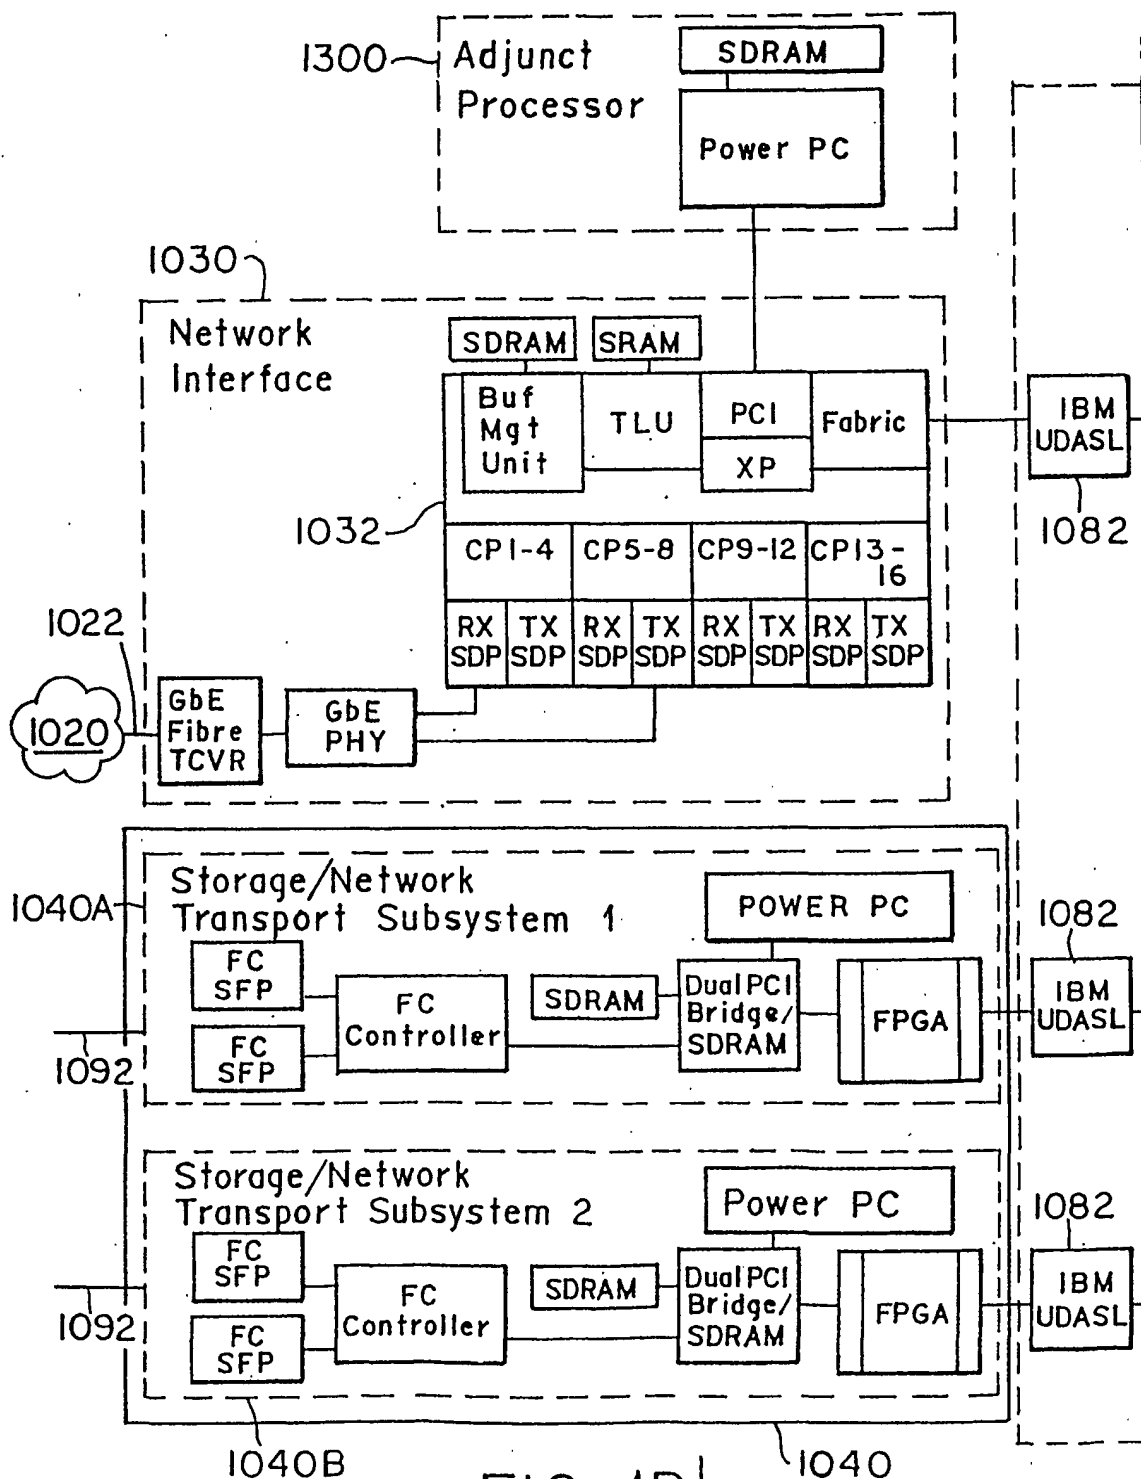 1300
Adjunct
Processor
SDRAM
Power PC
1030
Network
Interface
SDRAM
SRAM
Buf
Mgt
Unit
TLU
PCI
XP
Fabric
IBM
UDASL
1082
1032
CP1-4
CP5-8
CP9-12
CP13-
16
RX
SDP
TX
SDP
RX
SDP
TX
SDP
RX
SDP
TX
SDP
RX
SDP
TX
SDP
1022
1020
GbE
Fibre
TCVR
GbE
PHY
1040A
Storage/Network
Transport Subsystem 1
POWER PC
1082
FC
SFP
FC
SFP
FC
Controller
SDRAM
Dual PCI
Bridge/
SDRAM
FPGA
IBM
UDASL
1092
Storage/Network
Transport Subsystem 2
Power PC
1082
FC
SFP
FC
SFP
FC
Controller
SDRAM
Dual PCI
Bridge/
SDRAM
FPGA
IBM
UDASL
1092
1040B
1040